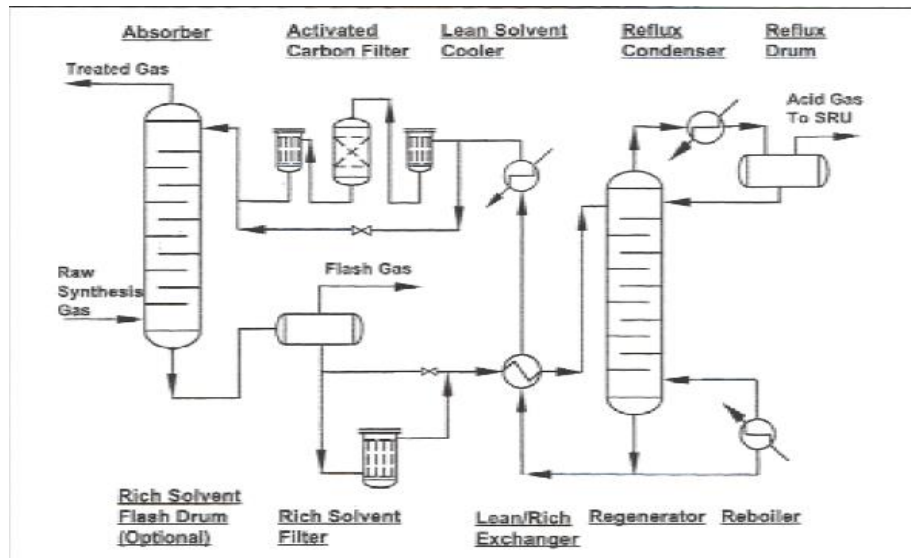 Absorber
Activated
Carbon Filter
Lean Solvent
Cooler
Reflux
Condenser
Reflux
Drum
Treated Gas
Acid Gas
To SRU
Flash Gas
Raw
Synthesis
Gas
Rich Solvent
Flash Drum
(Optional)
Rich Solvent
Filter
Lean/Rich
Exchanger
Regenerator
Reboiler